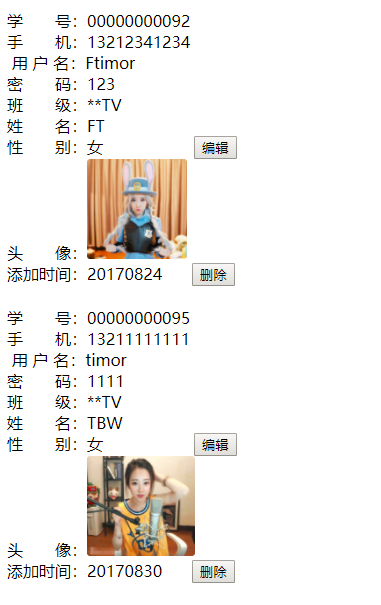 学　　号：00000000092
手　　机：13212341234
用 户 名：Ftimor
密　　码：123
班　　级：**TV
姓　　名：FT
性　　别：女 编辑
头　　像：
添加时间：20170824 删除
学　　号：00000000095
手　　机：13211111111
用 户 名：timor
密　　码：1111
班　　级：**TV
姓　　名：TBW
性　　别：女 编辑
头　　像：
添加时间：20170830 删除